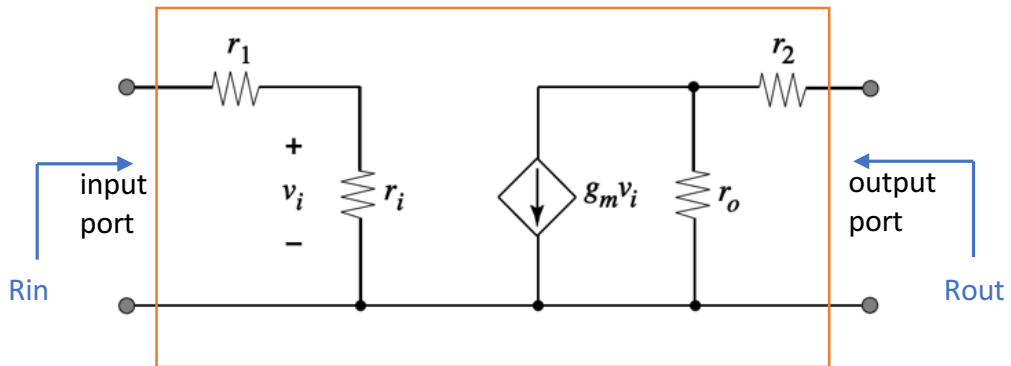 r1
r2
+
vi
−
ri
gmvi
ro
input
port
output
port
Rin
Rout